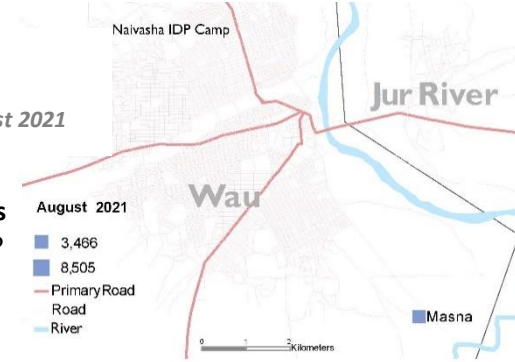 Naivasha IDP Camp
Jur River
st 2021
Wau
s
August 2021
3,466
8,505
Primary Road
Road
River
Masna
0 1 2
Kilometers